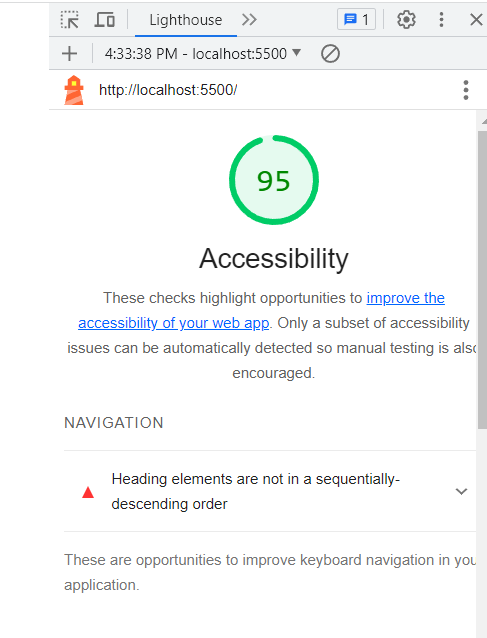 Lighthouse
1
4:33:38 PM - localhost:5500
http://localhost:5500/
95
Accessibility
These checks highlight opportunities to improve the
accessibility of your web app. Only a subset of accessibility
issues can be automatically detected so manual testing is also
encouraged.
NAVIGATION
Heading elements are not in a sequentially-
descending order
These are opportunities to improve keyboard navigation in you
application.